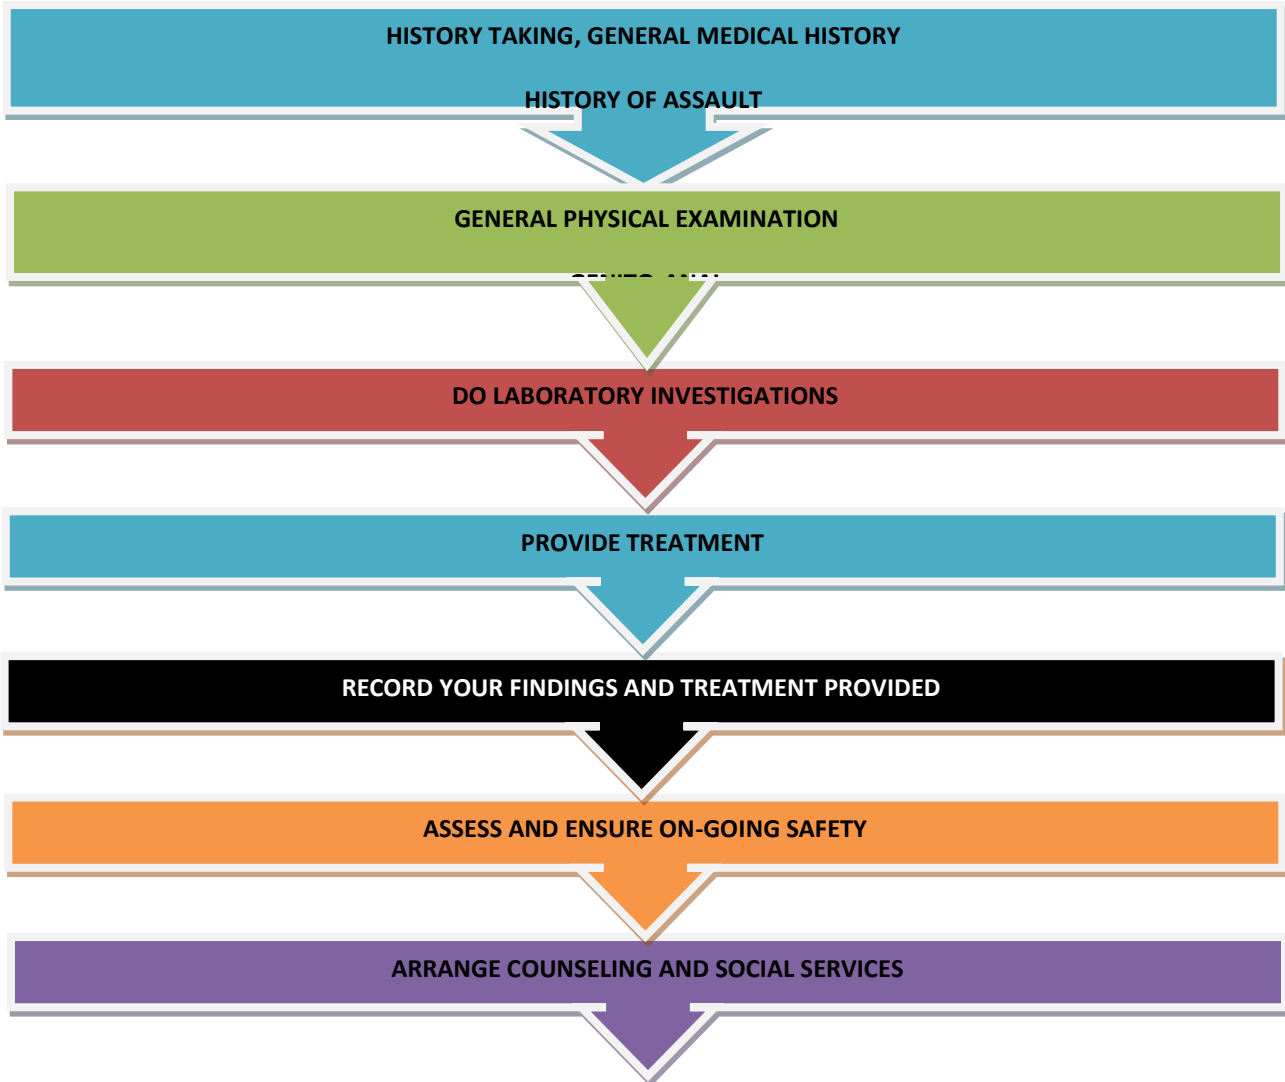 HISTORY TAKING, GENERAL MEDICAL HISTORY
HISTORY OF ASSAULT
GENERAL PHYSICAL EXAMINATION
DO LABORATORY INVESTIGATIONS
PROVIDE TREATMENT
RECORD YOUR FINDINGS AND TREATMENT PROVIDED
ASSESS AND ENSURE ON-GOING SAFETY
ARRANGE COUNSELING AND SOCIAL SERVICES